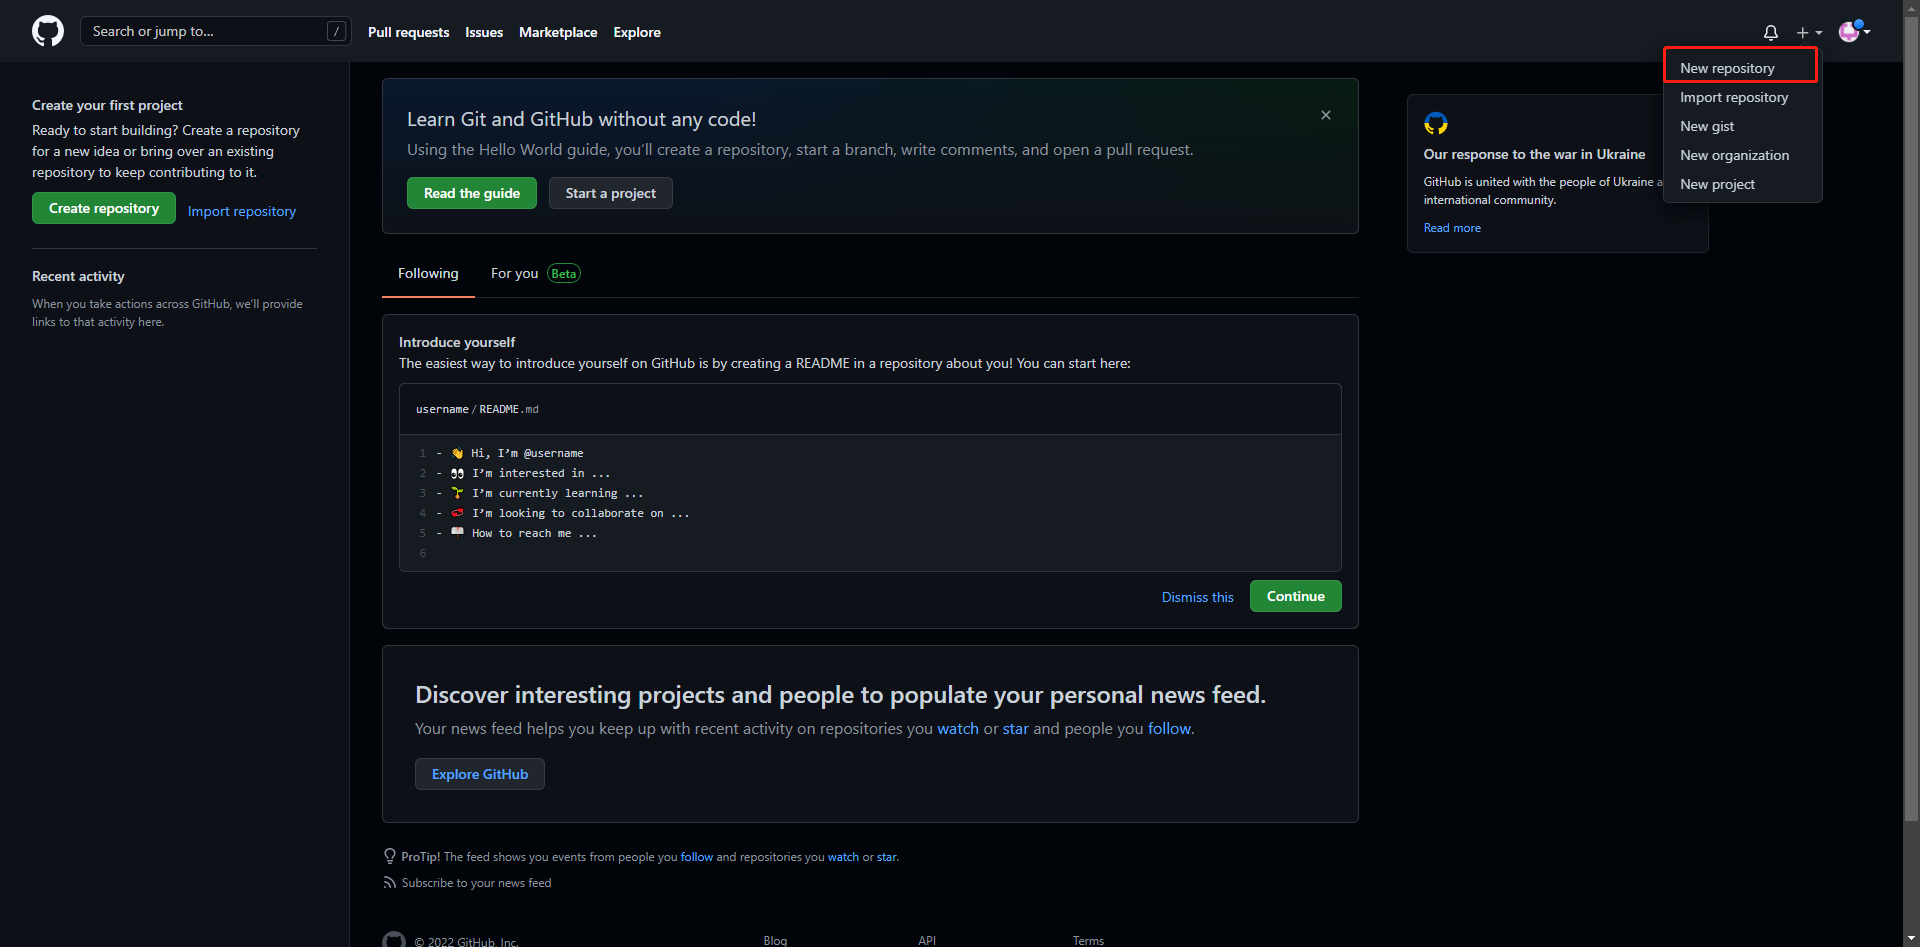 Search or jump to...
/
Pull requests
Issues
Marketplace
Explore
New repository
Import repository
New gist
New organization
New project
Create your first project
Ready to start building? Create a repository
for a new idea or bring over an existing
repository to keep contributing to it.
Create repository
Import repository
Recent activity
When you take actions across GitHub, we'll provide
links to that activity here.
Learn Git and GitHub without any code!
Using the Hello World guide, you'll create a repository, start a branch, write comments, and open a pull request.
Read the guide
Start a project
Following
For you
Beta
Introduce yourself
The easiest way to introduce yourself on GitHub is by creating a README in a repository about you! You can start here:
username / README.md
1 - 👋 Hi, I'm @username
2 - 👀 I'm interested in ...
3 - 🌱 I'm currently learning ...
4 - 💞️ I'm looking to collaborate on ...
5 - 📫 How to reach me ...
6
Dismiss this
Continue
Discover interesting projects and people to populate your personal news feed.
Your news feed helps you keep up with recent activity on repositories you watch or star and people you follow.
Explore GitHub
ProTip! The feed shows you events from people you follow and repositories you watch or star.
Subscribe to your news feed
© 2022 GitHub, Inc.
Blog
API
Terms
Our response to the war in Ukraine
GitHub is united with the people of Ukraine a
international community.
Read more